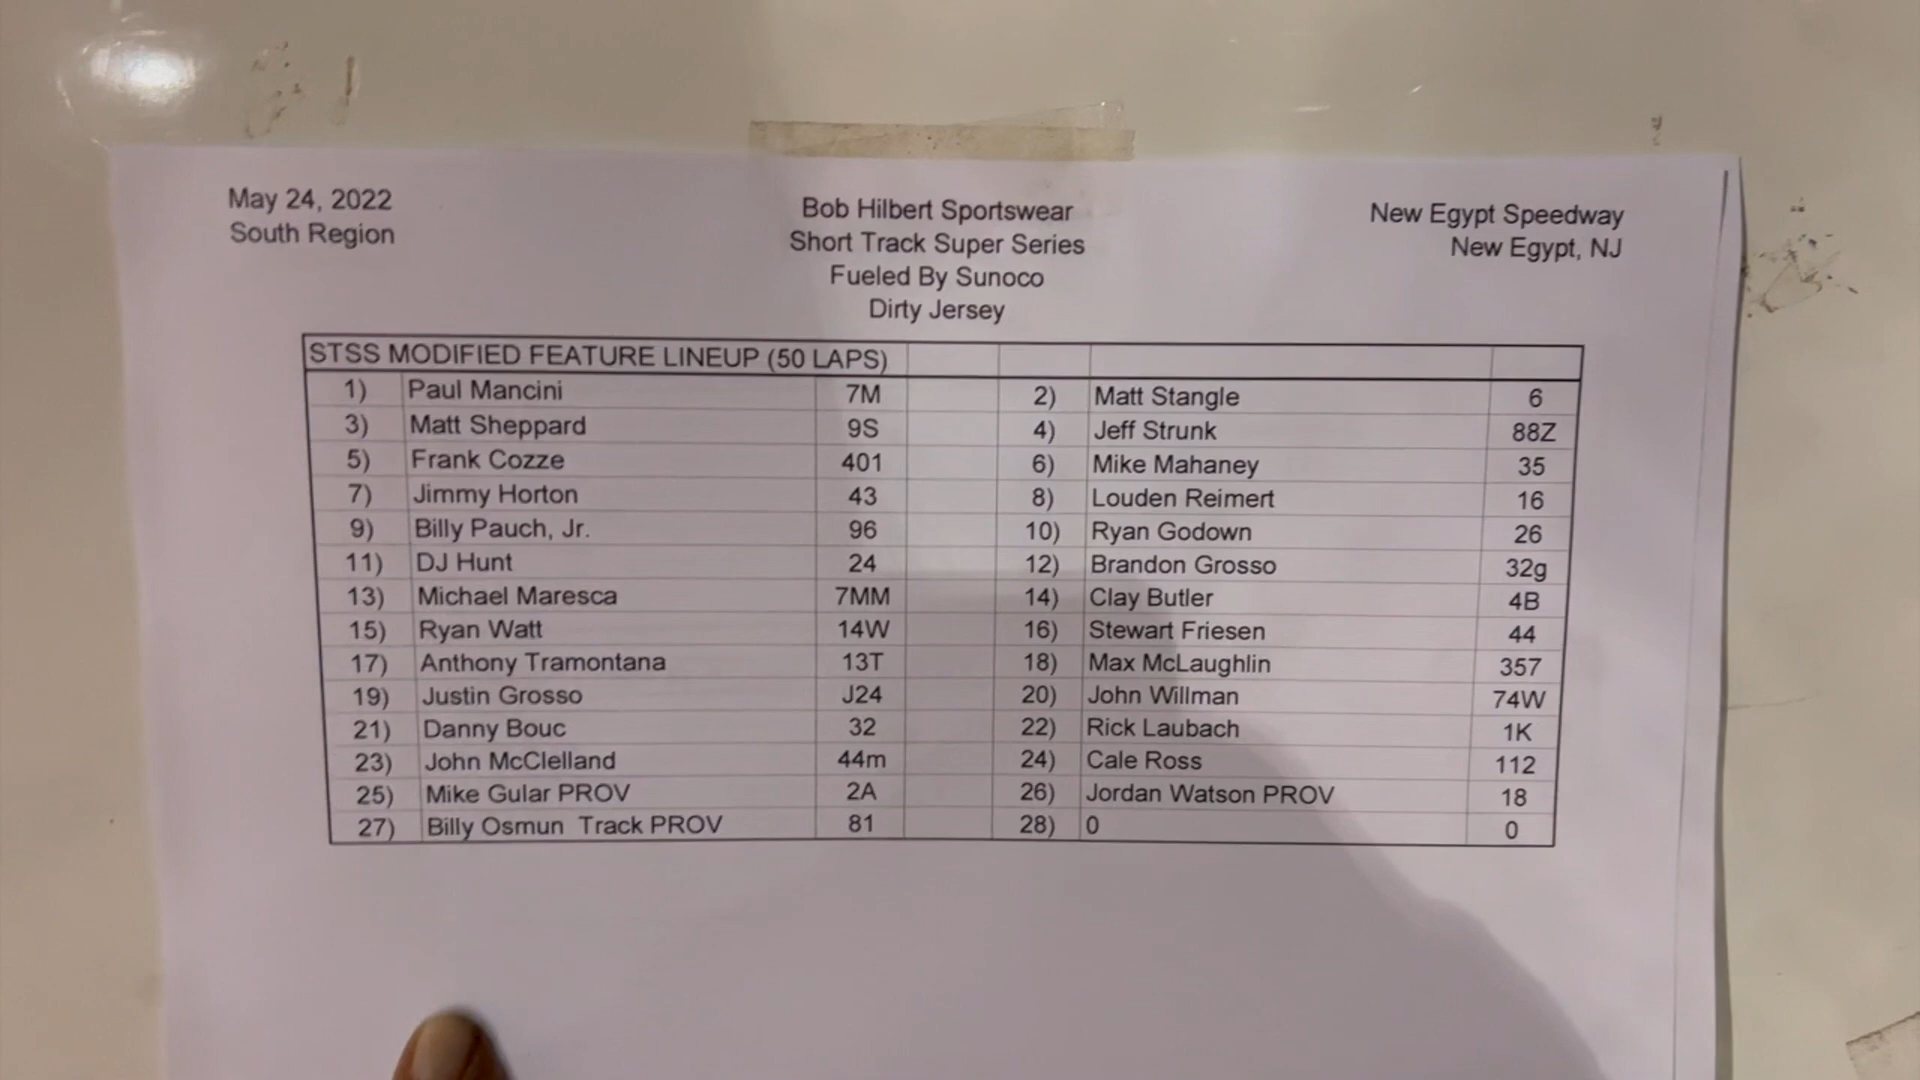 May 24, 2022
South Region
Bob Hilbert Sportswear
Short Track Super Series
Fueled By Sunoco
Dirty Jersey
New Egypt Speedway
New Egypt, NJ
STSS MODIFIED FEATURE LINEUP (50 LAPS)
1) Paul Mancini 7M 2) Matt Stangle 6
3) Matt Sheppard 9S 4) Jeff Strunk 88Z
5) Frank Cozze 401 6) Mike Mahaney 35
7) Jimmy Horton 43 8) Louden Reimert 16
9) Billy Pauch, Jr. 96 10) Ryan Godown 26
11) DJ Hunt 24 12) Brandon Grosso 32g
13) Michael Maresca 7MM 14) Clay Butler 4B
15) Ryan Watt 14W 16) Stewart Friesen 44
17) Anthony Tramontana 13T 18) Max McLaughlin 357
19) Justin Grosso J24 20) John Willman 74W
21) Danny Bouc 32 22) Rick Laubach 1K
23) John McClelland 44m 24) Cale Ross 112
25) Mike Gular PROV 2A 26) Jordan Watson PROV 18
27) Billy Osmun Track PROV 81 28) 0 0